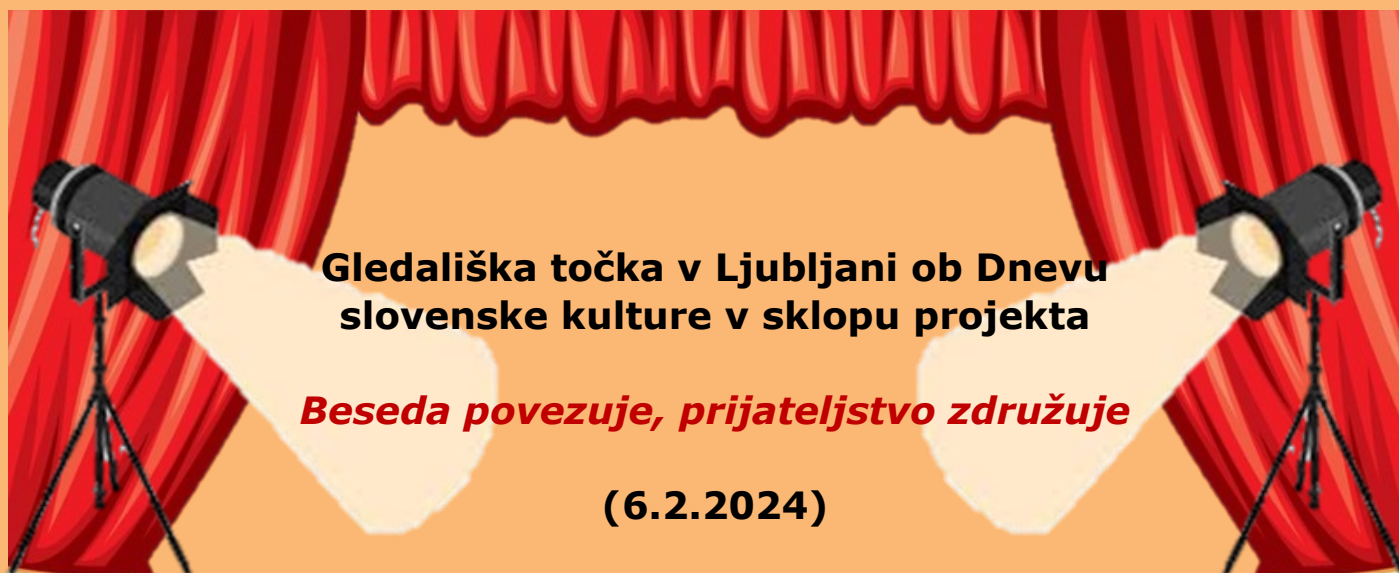 Gledališka točka v Ljubljani ob Dnevu
slovenske kulture v sklopu projekta
Beseda povezuje, prijateljstvo združuje
(6.2.2024)